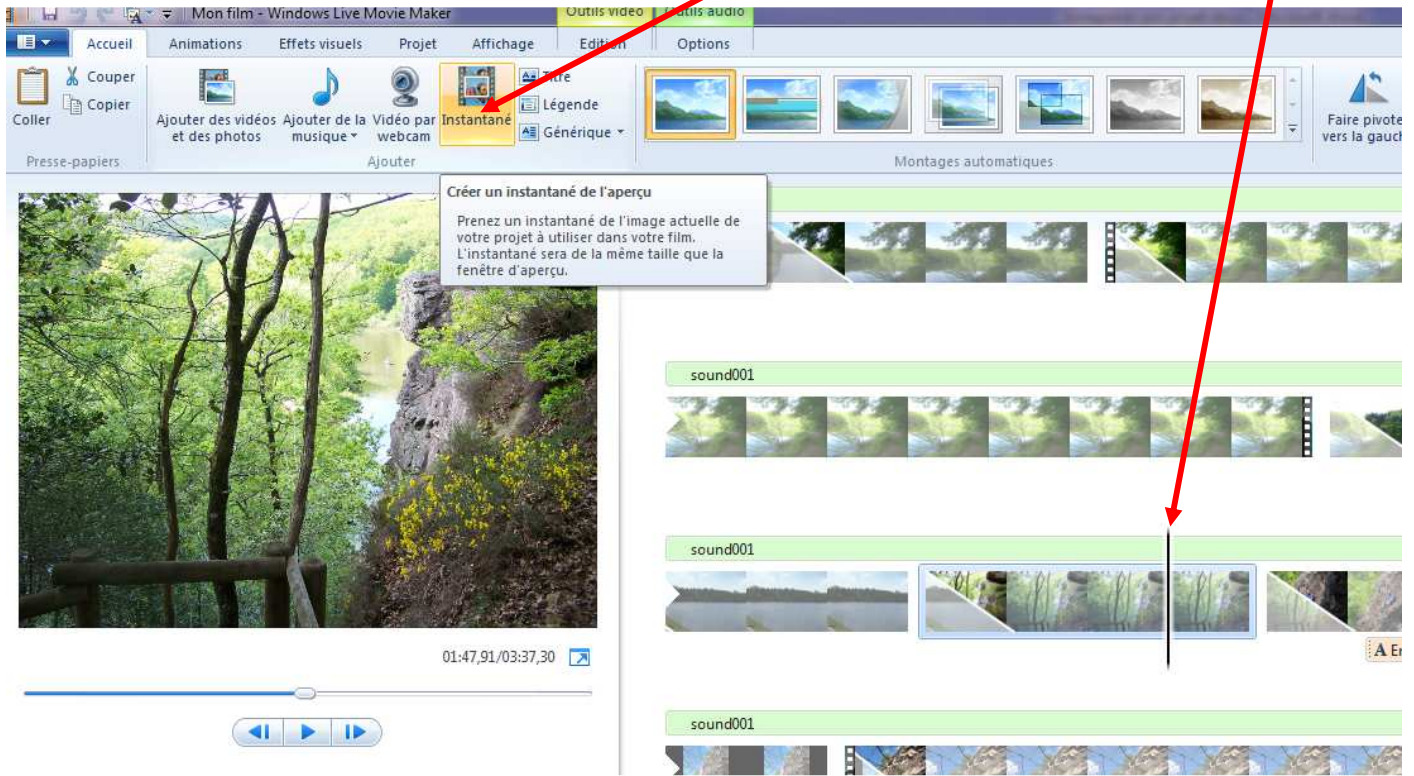 Mon film - Windows Live Movie Maker
Outils vidéo Outils audio
Accueil Animations Effets visuels Projet Affichage Edition Options
Coller
Couper
Copier
Presse-papiers
Ajouter des vidéos
et des photos
Ajouter de la
musique
Vidéo par
webcam
Instantané
Titre
Légende
Générique
Ajouter
Montages automatiques
Faire pivote
vers la gauch
Créer un instantané de l'aperçu
Prenez un instantané de l'image actuelle de
votre projet à utiliser dans votre film.
L'instantané sera de la même taille que la
fenêtre d'aperçu.
sound001
sound001
A En
01:47,91/03:37,30
sound001